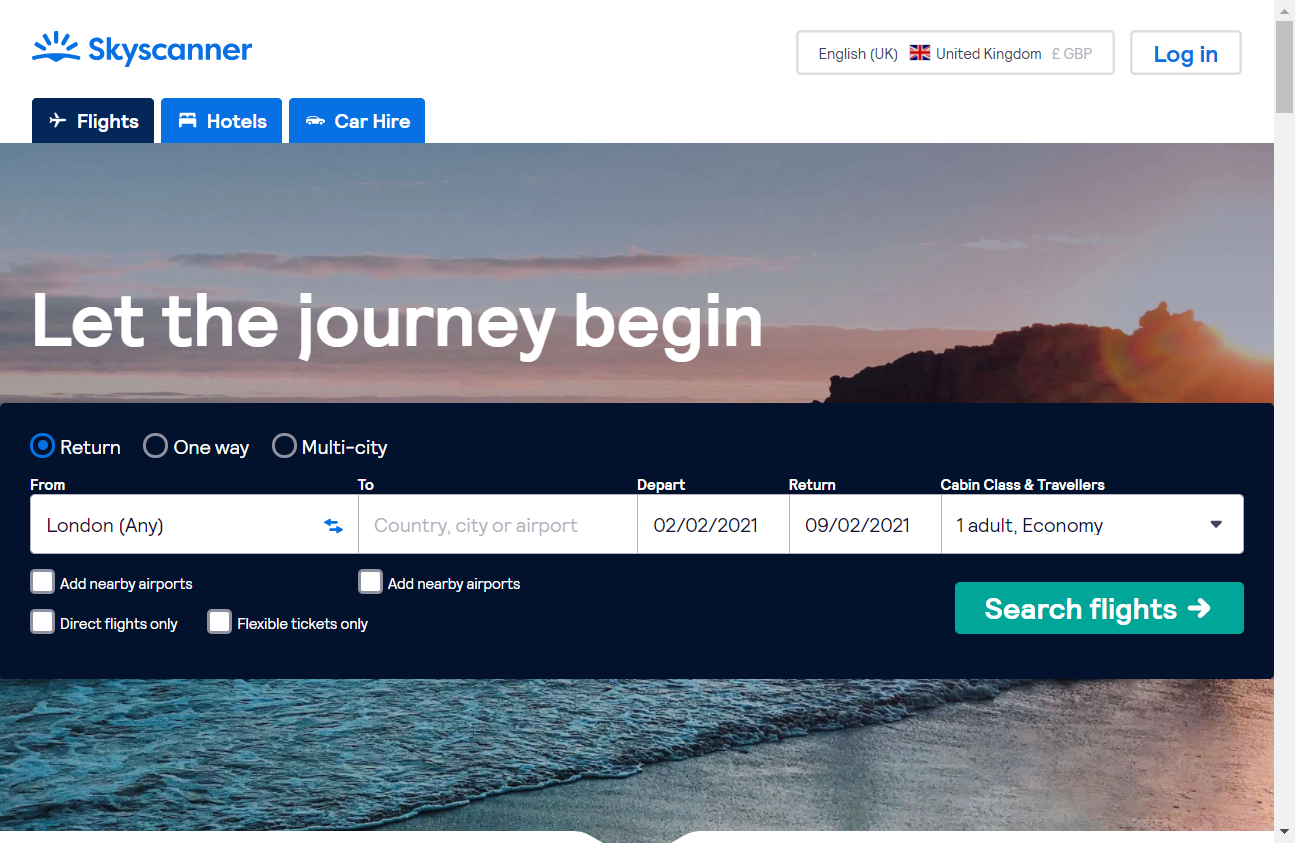 Skyscanner
English (UK) United Kingdom £ GBP
Log in
Flights Hotels Car Hire
Let the journey begin
Return One way Multi-city
From To Depart Return Cabin Class & Travellers
London (Any) Country, city or airport 02/02/2021 09/02/2021 1 adult, Economy
Add nearby airports Add nearby airports
Search flights
Direct flights only Flexible tickets only